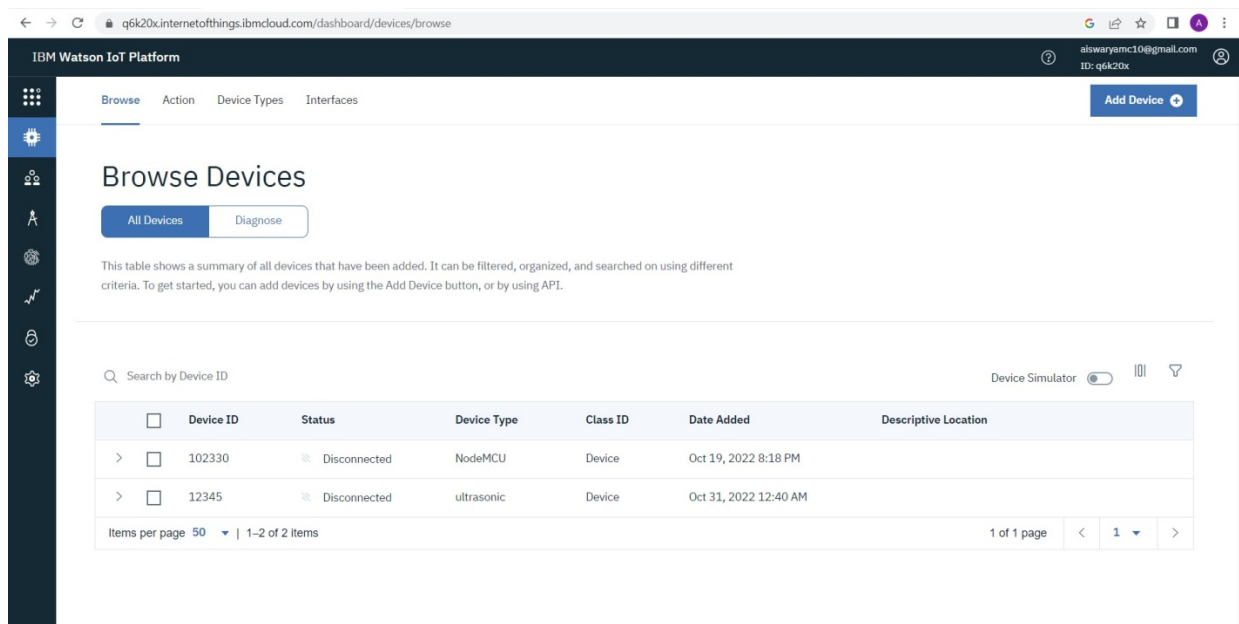 q6k20x.internetofthings.ibmcloud.com/dashboard/devices/browse
G
A
IBM Watson IoT Platform
aiswaryamc10@gmail.com
ID: q6k20x
Browse Action Device Types Interfaces
Add Device
Browse Devices
All Devices Diagnose
This table shows a summary of all devices that have been added. It can be filtered, organized, and searched on using different
criteria. To get started, you can add devices by using the Add Device button, or by using API.
Search by Device ID
Device Simulator
Device ID Status Device Type Class ID Date Added Descriptive Location
102330 Disconnected NodeMCU Device Oct 19, 2022 8:18 PM
12345 Disconnected ultrasonic Device Oct 31, 2022 12:40 AM
Items per page 50 | 1–2 of 2 items 1 of 1 page 1